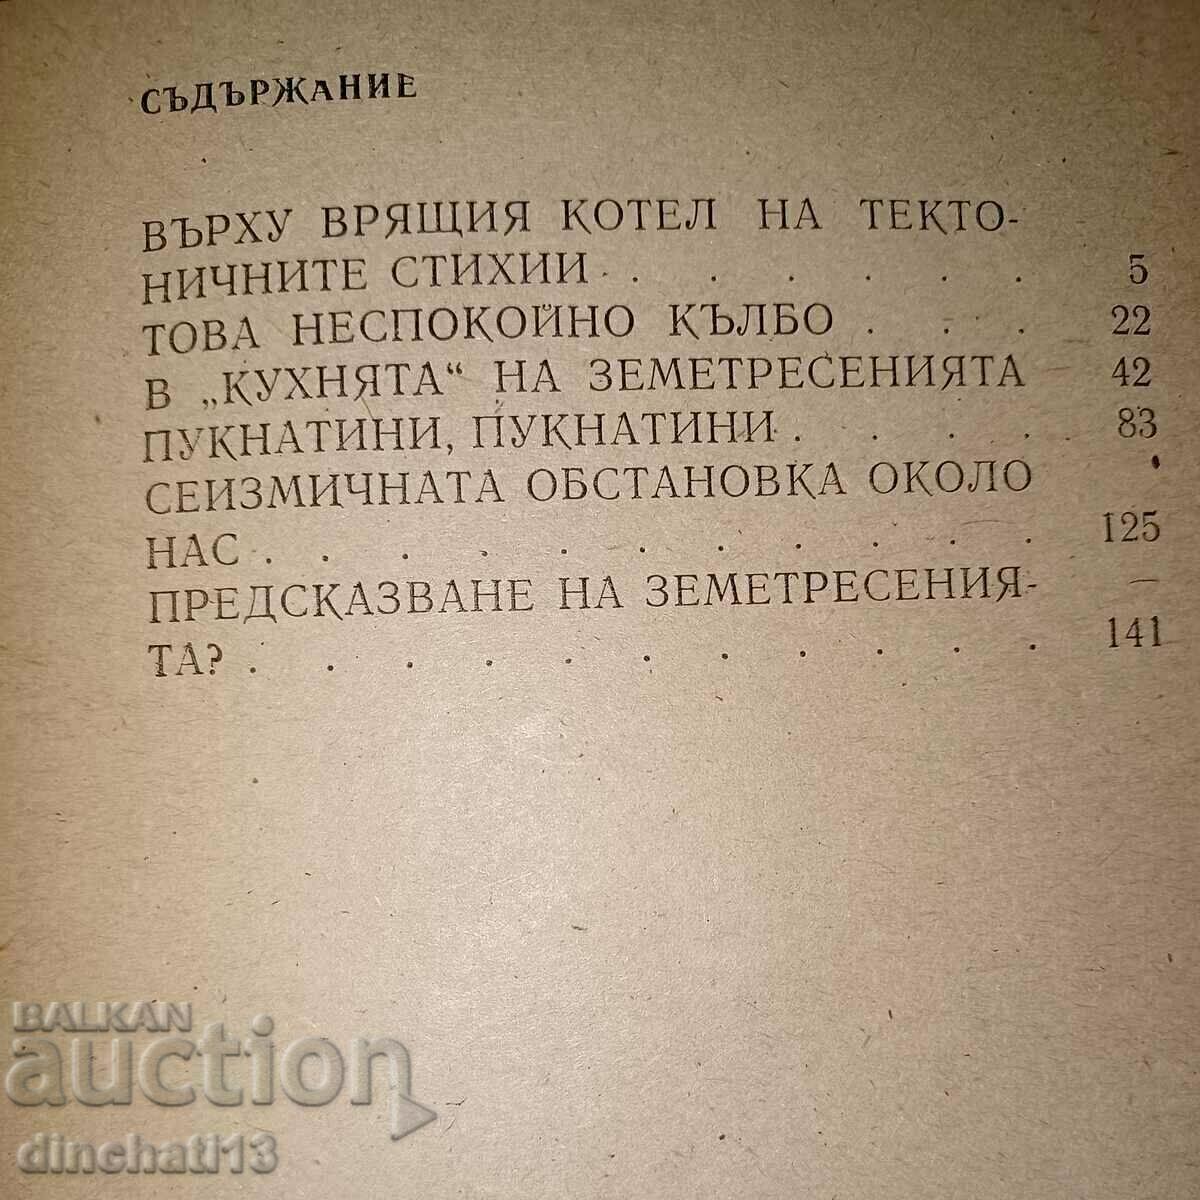 СЪДЪРЖАНИЕ
ВЪРХУ ВРЯЩИЯ КОТЕЛ НА ТЕКТО-
НИЧНИТЕ СТИХИИ . . . . . . 5
ТОВА НЕСПОКОЙНО КЪЛБО . . . 22
В „КУХНЯТА“ НА ЗЕМЕТРЕСЕНИЯТА 42
ПУКНАТИНИ, ПУКНАТИНИ . . . . 83
СЕИЗМИЧНАТА ОБСТАНОВКА ОКОЛО
НАС . . . . . . . . . . . 125
ПРЕДСКАЗВАНЕ НА ЗЕМЕТРЕСЕНИЯ-
ТА? . . . . . . . . . . . 141
BALKAN
auction
dinchati13